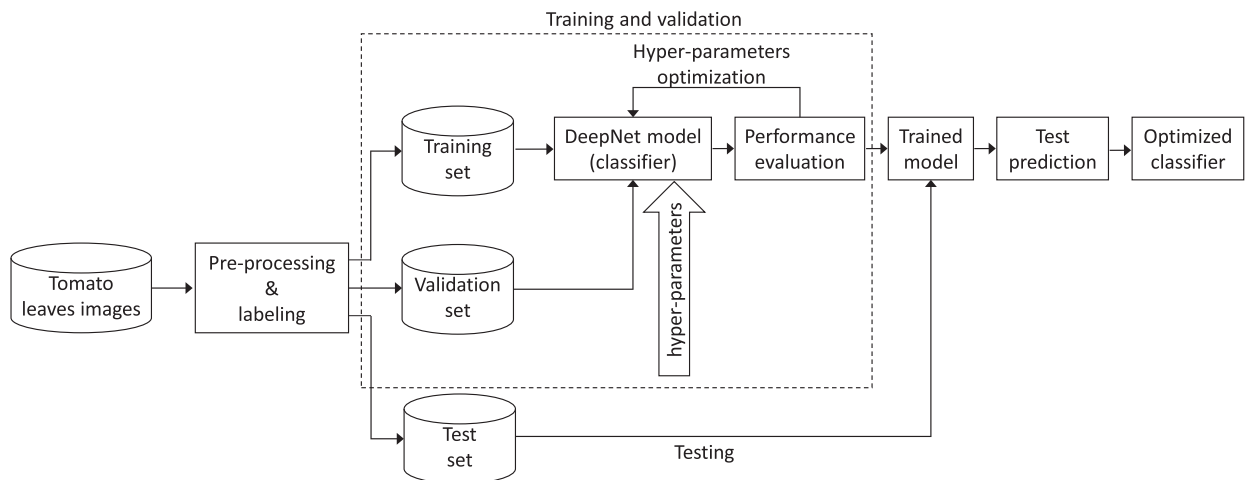 Training and validation
Hyper-parameters
optimization
Training
set
DeepNet model
(classifier)
Performance
evaluation
Trained
model
Test
prediction
Optimized
classifier
Tomato
leaves images
Pre-processing
&
labeling
Validation
set
hyper-parameters
Test
set
Testing